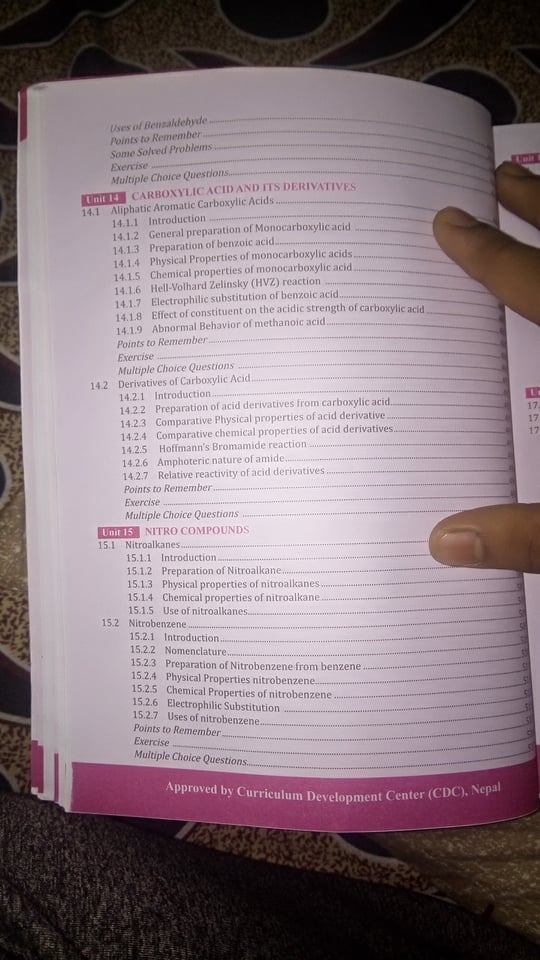 Uses of Benzaldehyde
Points to Remember
Some Solved Problems
Exercise
Multiple Choice Questions
Unit 14 CARBOXYLIC ACID AND ITS DERIVATIVES
14.1 Aliphatic Aromatic Carboxylic Acids
14.1.1 Introduction
14.1.2 General preparation of Monocarboxylic acid
14.1.3 Preparation of benzoic acid
14.1.4 Physical Properties of monocarboxylic acids
14.1.5 Chemical properties of monocarboxylic acid
14.1.6 Hell-Volhard Zelinsky (HVZ) reaction
14.1.7 Electrophilic substitution of benzoic acid
14.1.8 Effect of constituent on the acidic strength of carboxylic acid
14.1.9 Abnormal Behavior of methanoic acid
Points to Remember
Exercise
Multiple Choice Questions
14.2 Derivatives of Carboxylic Acid
14.2.1 Introduction
14.2.2 Preparation of acid derivatives from carboxylic acid
14.2.3 Comparative Physical properties of acid derivative
14.2.4 Comparative chemical properties of acid derivatives
14.2.5 Hoffmann's Bromamide reaction
14.2.6 Amphoteric nature of amide
14.2.7 Relative reactivity of acid derivatives
Points to Remember
Exercise
Multiple Choice Questions
Unit 15 NITRO COMPOUNDS
15.1 Nitroalkanes
15.1.1 Introduction
15.1.2 Preparation of Nitroalkane
15.1.3 Physical properties of nitroalkanes
15.1.4 Chemical properties of nitroalkane
15.1.5 Use of nitroalkanes
15.2 Nitrobenzene
15.2.1 Introduction
15.2.2 Nomenclature
15.2.3 Preparation of Nitrobenzene from benzene
15.2.4 Physical Properties nitrobenzene
15.2.5 Chemical Properties of nitrobenzene
15.2.6 Electrophilic Substitution
15.2.7 Uses of nitrobenzene
Points to Remember
Exercise
Multiple Choice Questions
Approved by Curriculum Development Center (CDC), Nepal
Unit
17.
17.
17